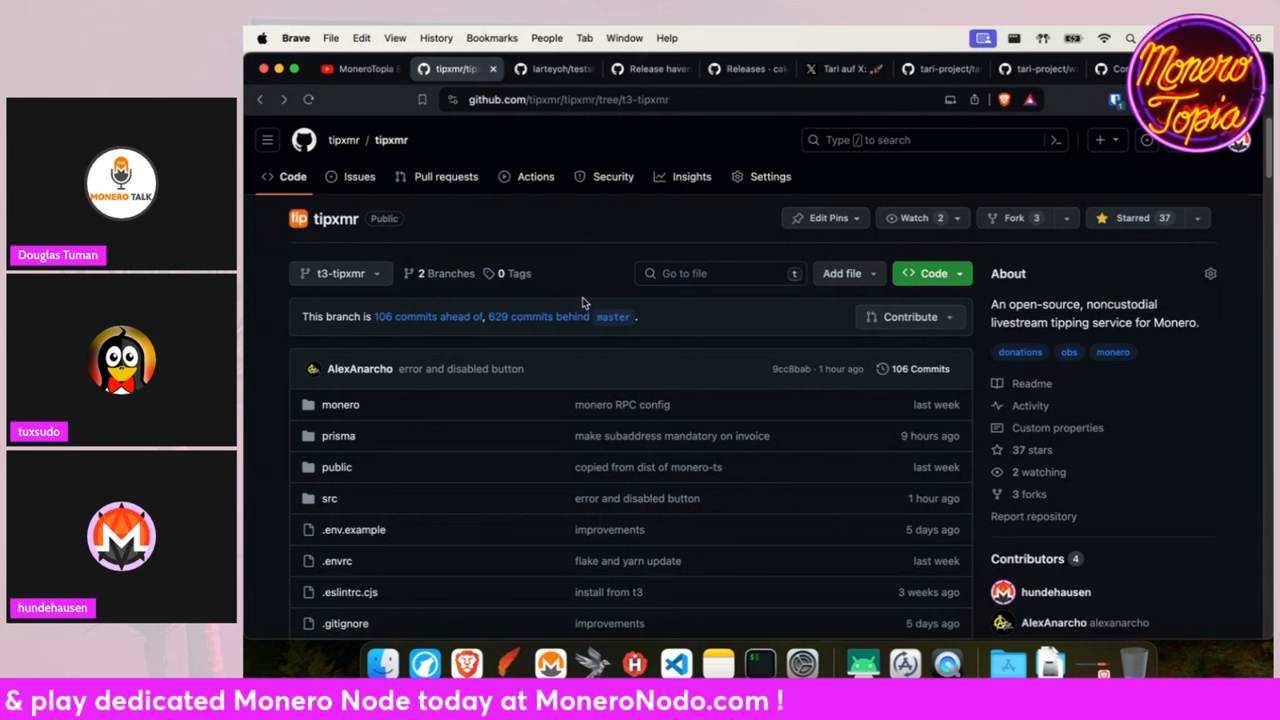 Brave File Edit View History Bookmarks People Tab Window Help
56
MoneroTopia E
tipxmr/tip
larteyoh/tests
Release haven
Releases · cak
Tari auf X:
tari-project/tar
tari-project/w
Co
github.com/tipxmr/tipxmr/tree/t3-tipxmr
Monero
Topia
tipxmr / tipxmr
Type / to search
Code
Issues
Pull requests
Actions
Security
Insights
Settings
tip
tipxmr
Public
Edit Pins
Watch 2
Fork 3
Starred 37
t3-tipxmr
2 Branches
0 Tags
Go to file
t
Add file
Code
This branch is 106 commits ahead of, 629 commits behind master .
Contribute
AlexAnarcho error and disabled button
9cc8bab · 1 hour ago
106 Commits
monero monero RPC config last week
prisma make subaddress mandatory on invoice 9 hours ago
public copied from dist of monero-ts last week
src error and disabled button 1 hour ago
.env.example improvements 5 days ago
.envrc flake and yarn update last week
.eslintrc.cjs install from t3 3 weeks ago
.gitignore improvements 5 days ago
About
An open-source, noncustodial
livestream tipping service for Monero.
donations obs monero
Readme
Activity
Custom properties
37 stars
2 watching
3 forks
Report repository
Contributors 4
hundehausen
AlexAnarcho alexanarcho
MONERO TALK
Douglas Tuman
tuxsudo
hundehausen
& play dedicated Monero Node today at MoneroNodo.com !